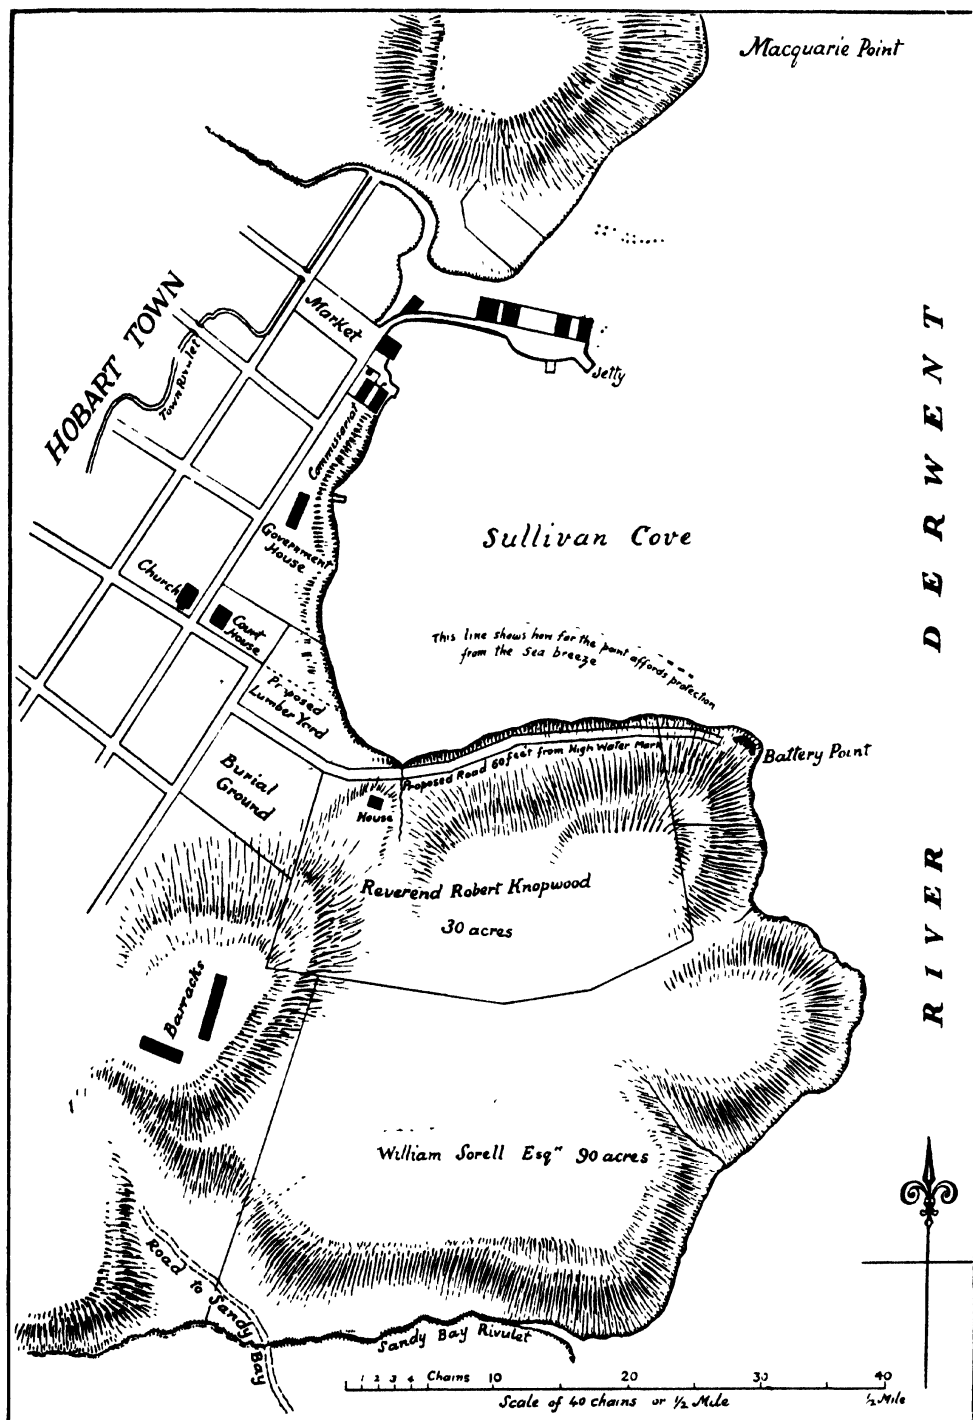 Macquarie Point
HOBART TOWN
Market
Town Rivulet
Jetty
Commissariat
RIVER DERWENT
Government
House
Sullivan Cove
Church
Court
House
This line shows how far the point affords protection
from the Sea breeze
Proposed
Lumber Yard
Battery Point
Proposed Road 60 feet from High Water Mark
Burial
Ground
House
Reverend Robert Knopwood
30 acres
Barracks
William Sorell Esqr 90 acres
Road to Sandy Bay
Sandy Bay Rivulet
1 2 3 4 Chains 10 20 30 40
Scale of 40 chains or 1/2 Mile
1/2 Mile